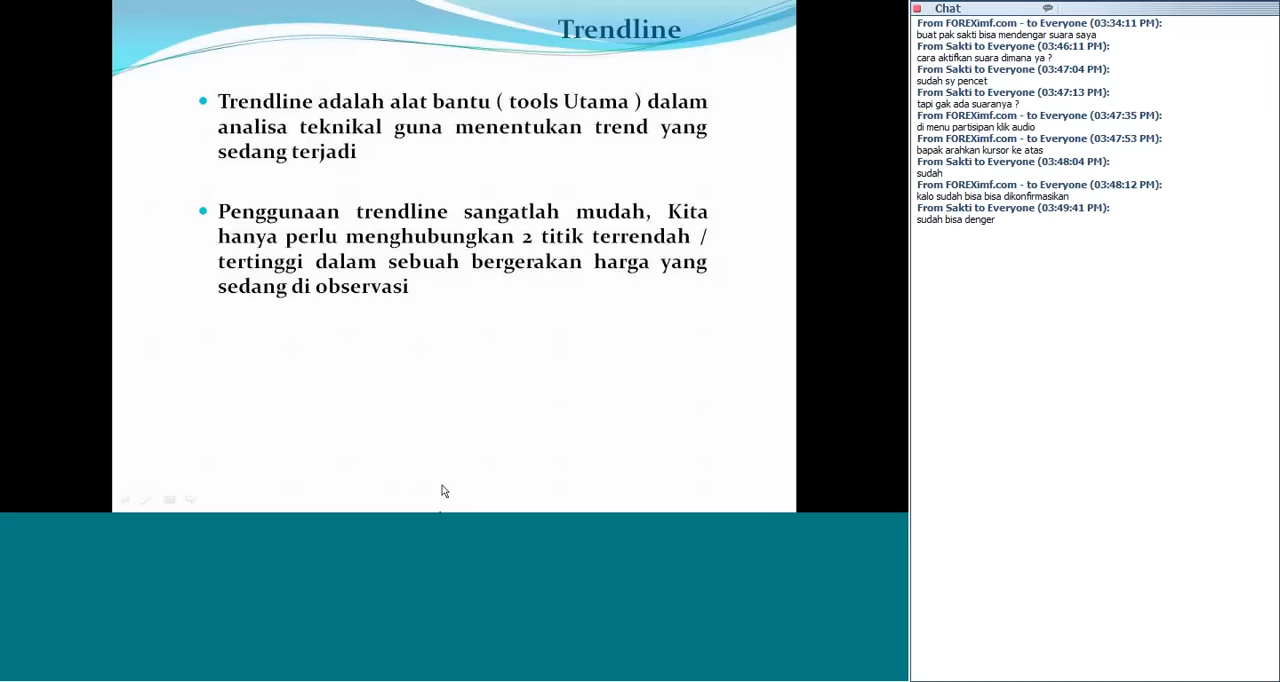 Trendline
Trendline adalah alat bantu ( tools Utama ) dalam
analisa teknikal guna menentukan trend yang
sedang terjadi
Penggunaan trendline sangatlah mudah, Kita
hanya perlu menghubungkan 2 titik terrendah /
tertinggi dalam sebuah bergerakan harga yang
sedang di observasi
Chat
From FOREXimf.com - to Everyone (03:34:11 PM):
buat pak sakti bisa mendengar suara saya
From Sakti to Everyone (03:46:11 PM):
cara aktifkan suara dimana ya ?
From Sakti to Everyone (03:47:04 PM):
sudah sy pencet
From Sakti to Everyone (03:47:13 PM):
tapi gak ada suaranya ?
From FOREXimf.com - to Everyone (03:47:35 PM):
di menu partisipan klik audio
From FOREXimf.com - to Everyone (03:47:53 PM):
bapak arahkan kursor ke atas
From Sakti to Everyone (03:48:04 PM):
sudah
From FOREXimf.com - to Everyone (03:48:12 PM):
kalo sudah bisa bisa dikonfirmasikan
From Sakti to Everyone (03:49:41 PM):
sudah bisa denger